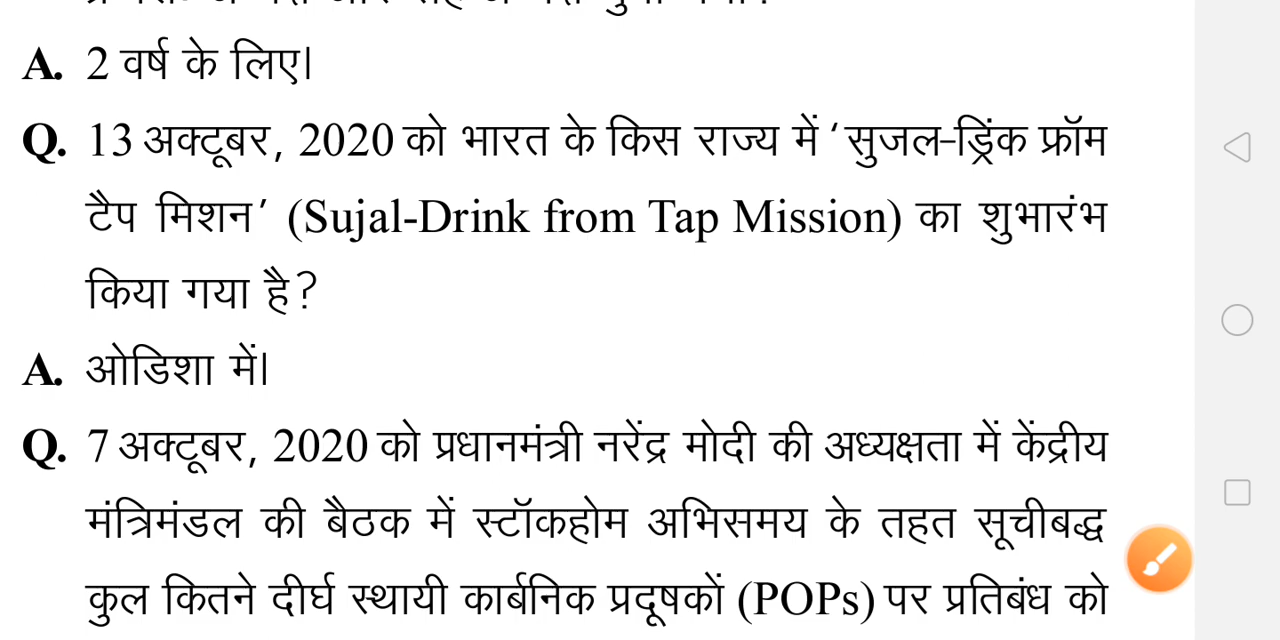 A. 2 वर्ष के लिए।
Q. 13 अक्टूबर, 2020 को भारत के किस राज्य में ‘सुजल-ड्रिंक फ्रॉम
टैप मिशन’ (Sujal-Drink from Tap Mission) का शुभारंभ
किया गया है?
A. ओडिशा में।
Q. 7 अक्टूबर, 2020 को प्रधानमंत्री नरेंद्र मोदी की अध्यक्षता में केंद्रीय
मंत्रिमंडल की बैठक में स्टॉकहोम अभिसमय के तहत सूचीबद्ध
कुल कितने दीर्घ स्थायी कार्बनिक प्रदूषकों (POPs) पर प्रतिबंध को